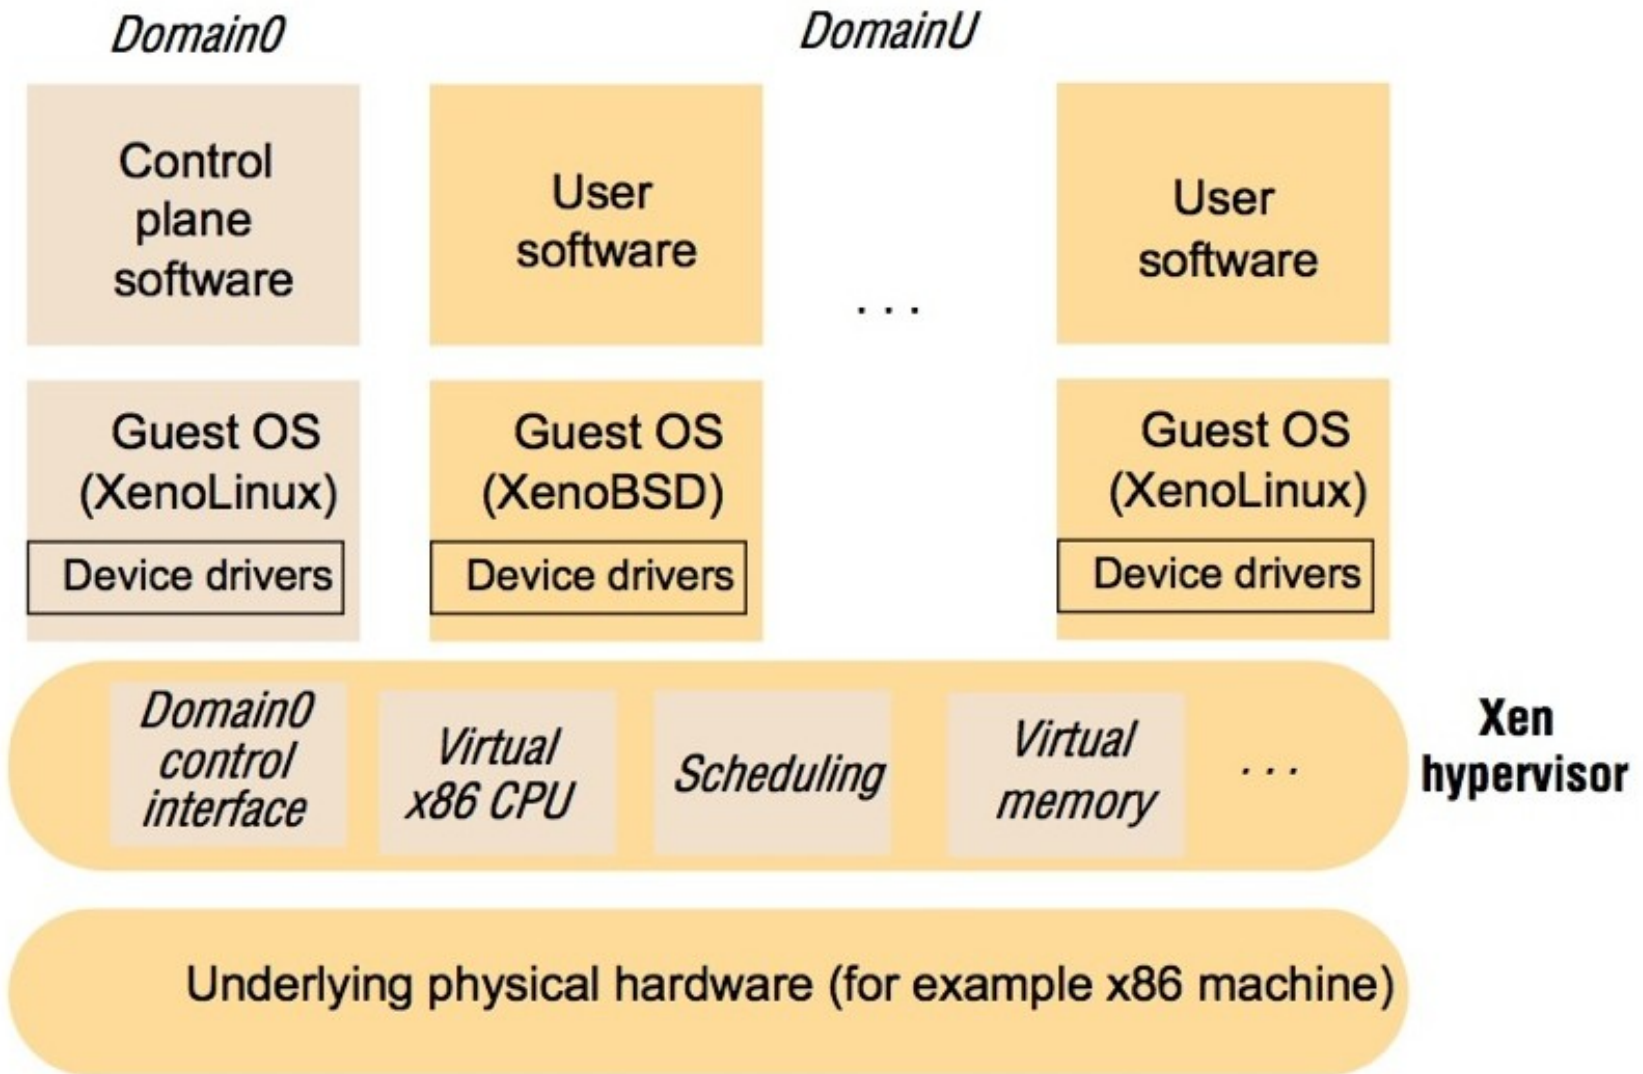 Domain0
DomainU
Control
plane
software
User
software
. . .
User
software
Guest OS
(XenoLinux)
Device drivers
Guest OS
(XenoBSD)
Device drivers
Guest OS
(XenoLinux)
Device drivers
Domain0
control
interface
Virtual
x86 CPU
Scheduling
Virtual
memory
. . .
Xen
hypervisor
Underlying physical hardware (for example x86 machine)